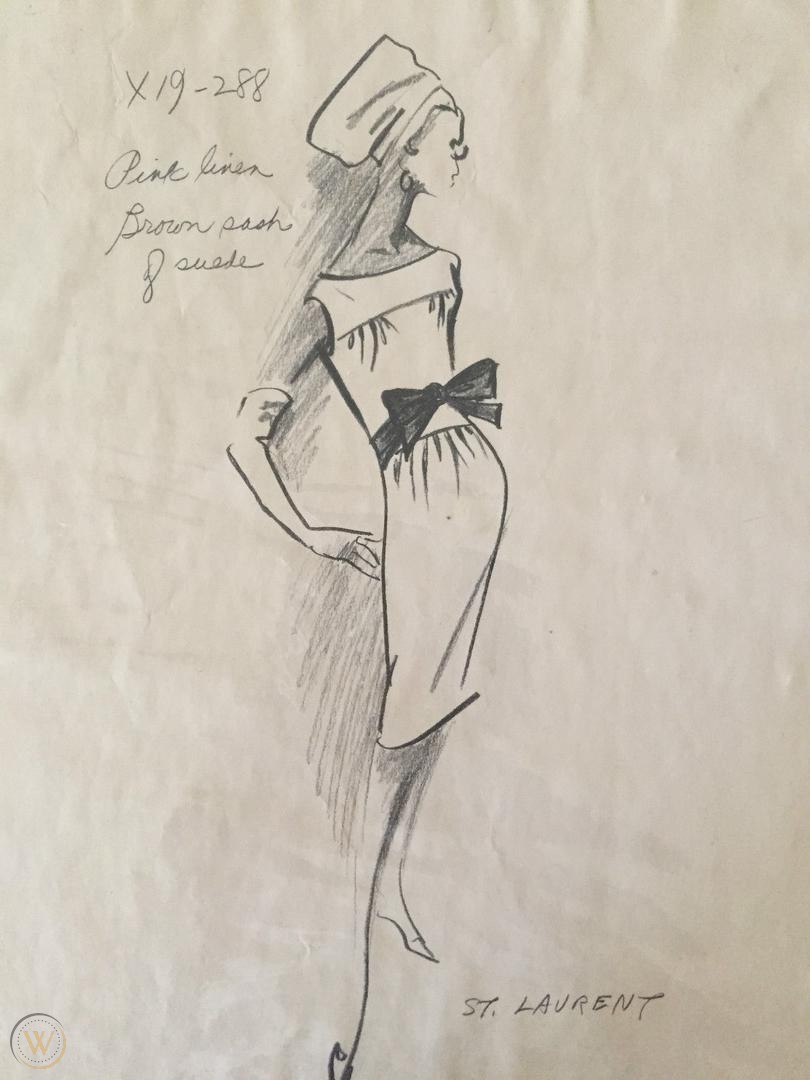 X19-288
Pink linen
Brown sash
of suede
ST. LAURENT
W